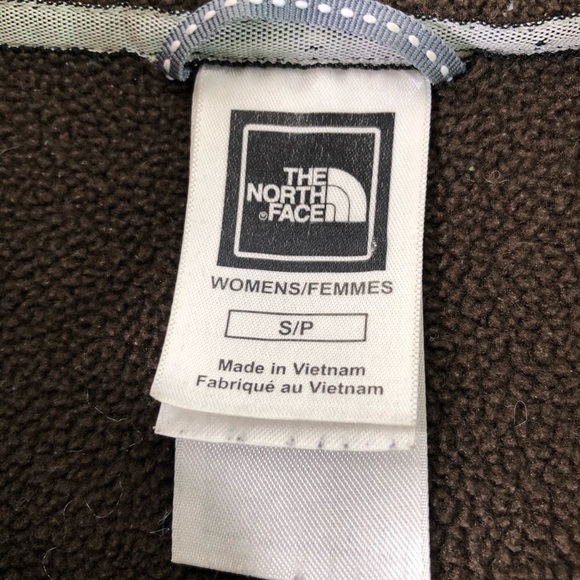 THE
NORTH
®FACE
WOMENS/FEMMES
S/P
Made in Vietnam
Fabriqué au Vietnam